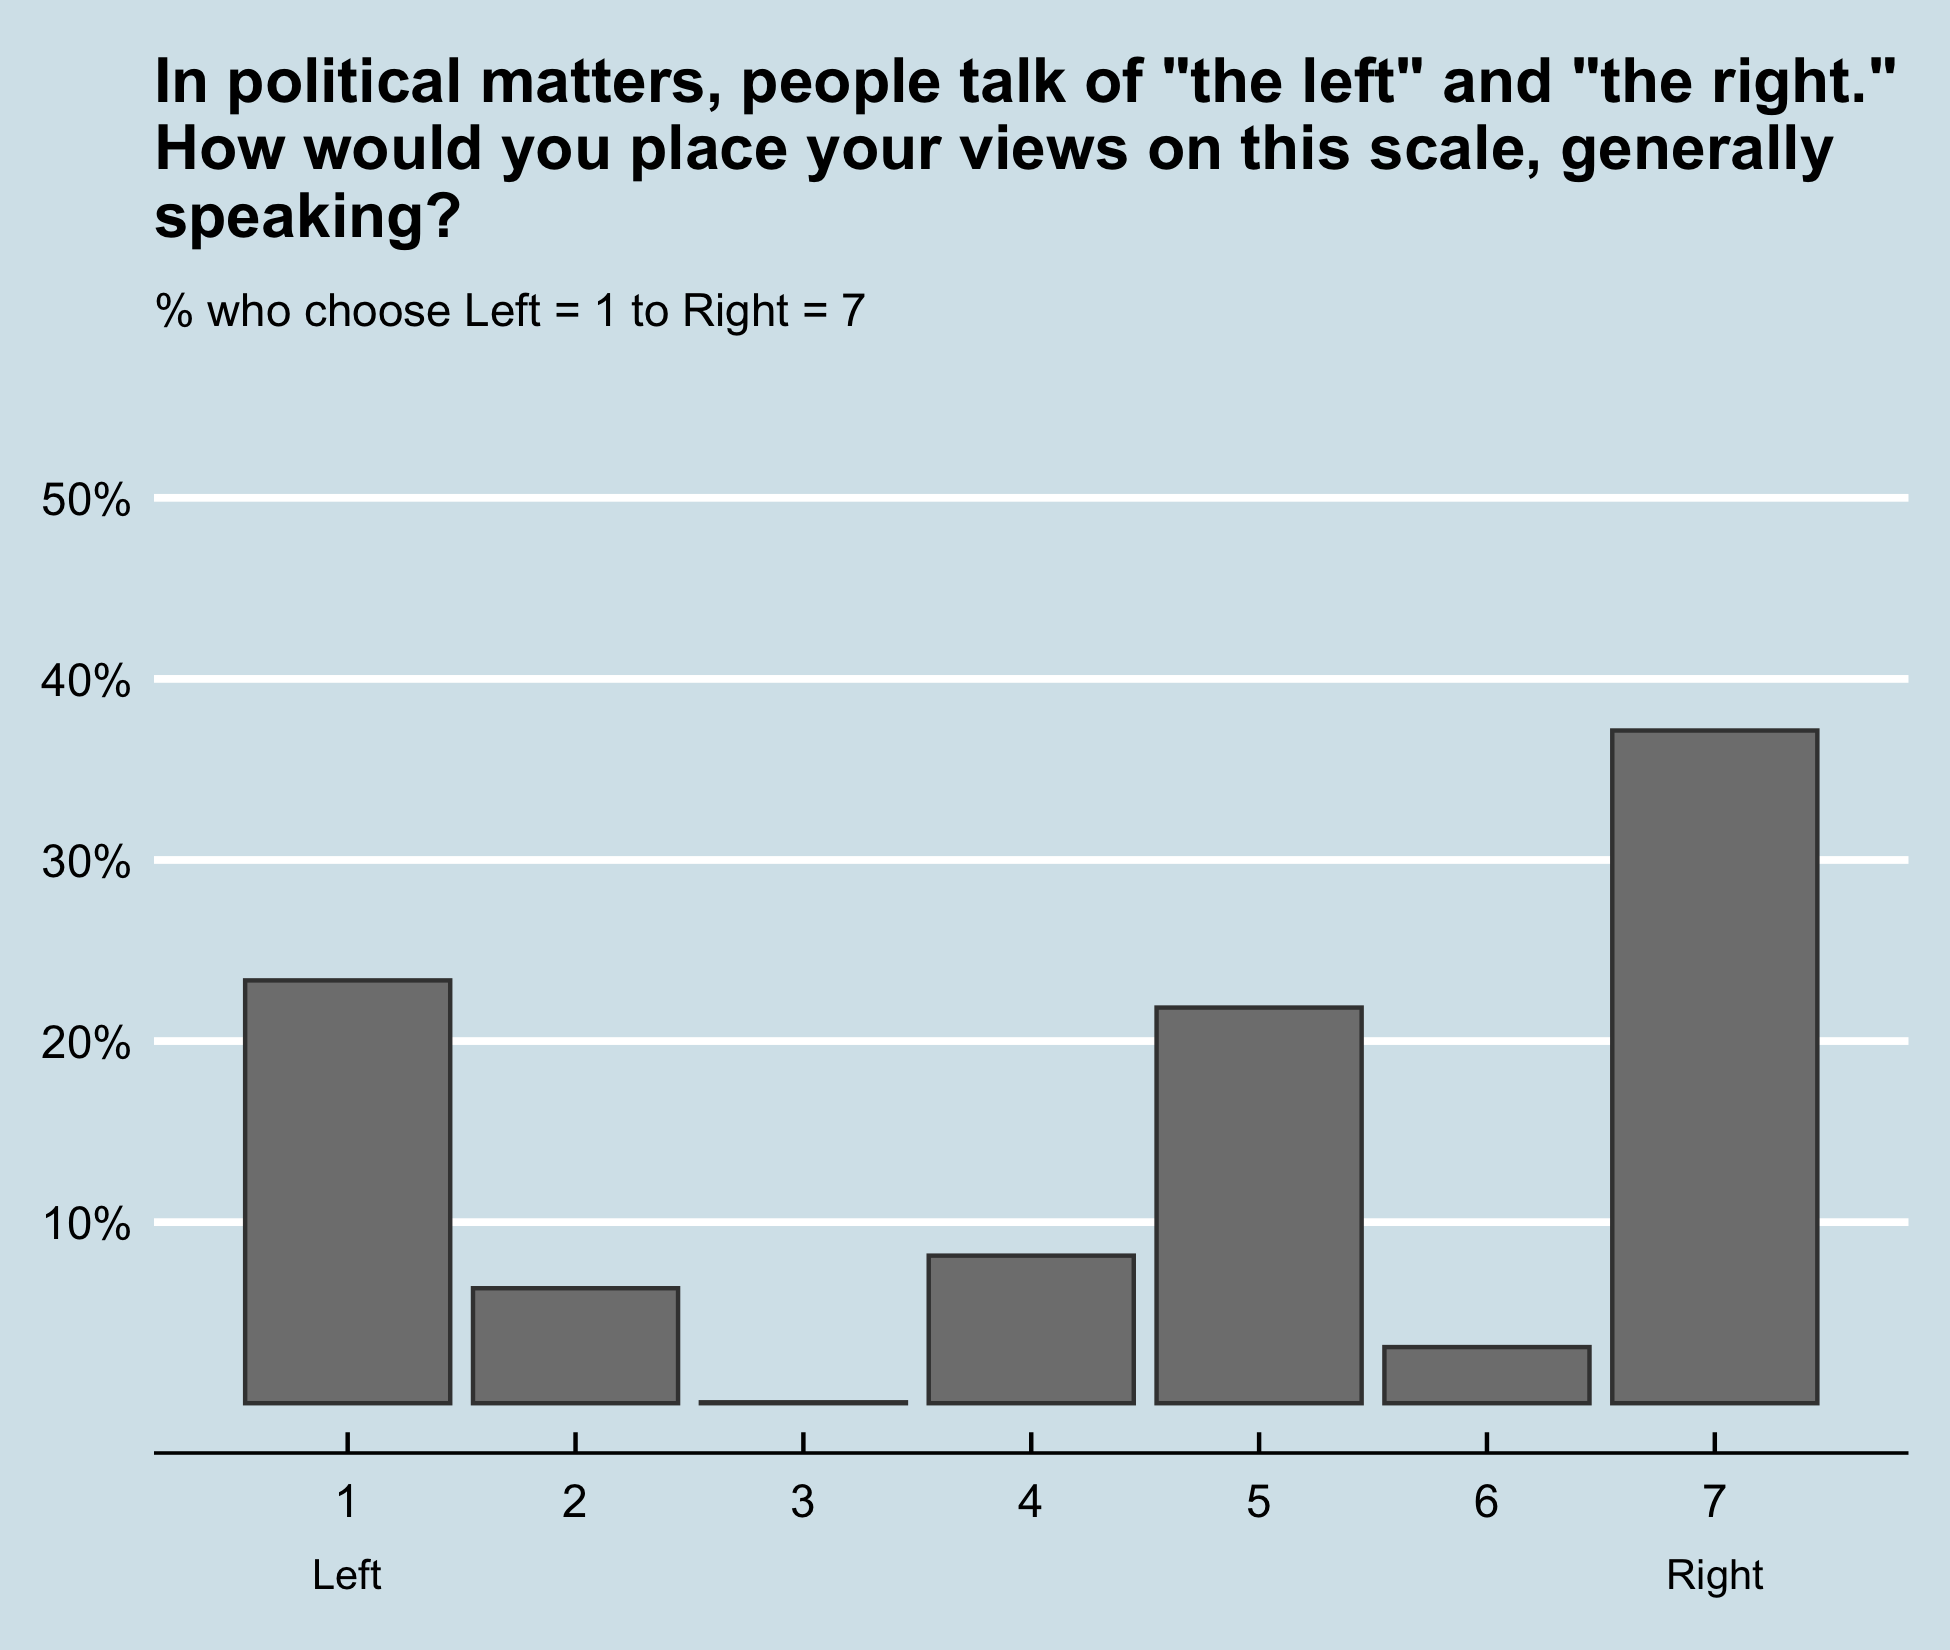 In political matters, people talk of "the left" and "the right."
How would you place your views on this scale, generally
speaking?
% who choose Left = 1 to Right = 7
50%
40%
30%
20%
10%
1 2 3 4 5 6 7
Left Right